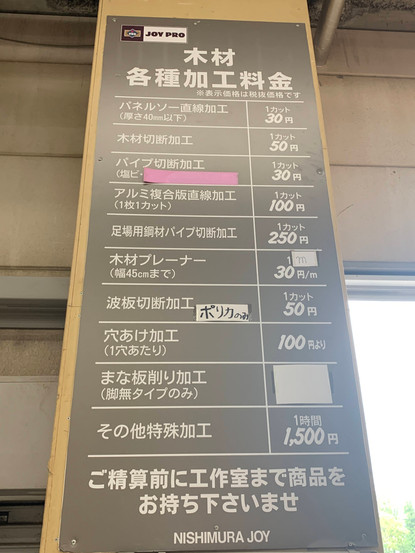 JOY PRO
木材
各種加工料金
※表示価格は税抜価格です
パネルソー直線加工
(厚さ40mm以下)
1カット
30円
木材切断加工
1カット
50円
パイプ切断加工
(塩ビ・
1カット
30円
アルミ複合版直線加工
(1枚1カット)
1カット
100円
足場用鋼材パイプ切断加工
1カット
250円
木材プレーナー
(幅45cmまで)
1m
30円/m
波板切断加工 ポリカのみ
1カット
50円
穴あけ加工
(1穴あたり)
100円より
まな板削り加工
(脚無タイプのみ)
その他特殊加工
1時間
1,500円
ご精算前に工作室まで商品を
お持ち下さいませ
NISHIMURA JOY